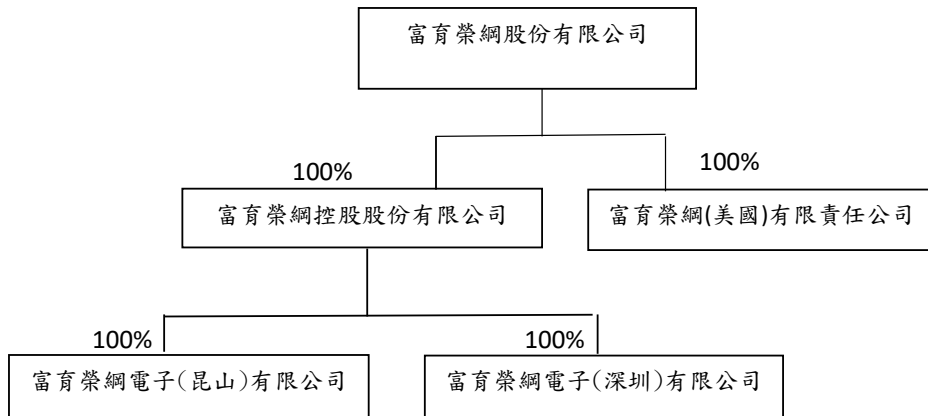 富育榮綱股份有限公司
100%
100%
富育榮綱控股股份有限公司
富育榮綱(美國)有限責任公司
100%
100%
富育榮綱電子(昆山)有限公司
富育榮綱電子(深圳)有限公司